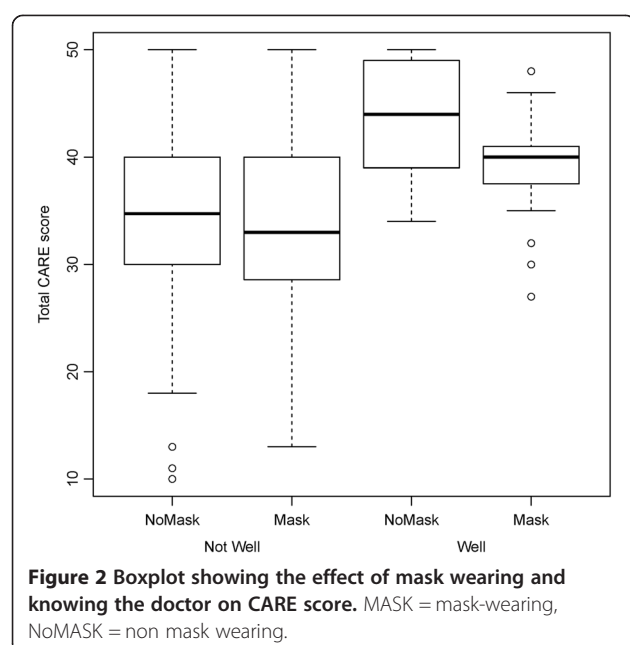 50
40
30
20
10
Total CARE score
NoMask Mask NoMask Mask
Not Well Well
Figure 2 Boxplot showing the effect of mask wearing and
knowing the doctor on CARE score. MASK = mask-wearing,
NoMASK = non mask wearing.